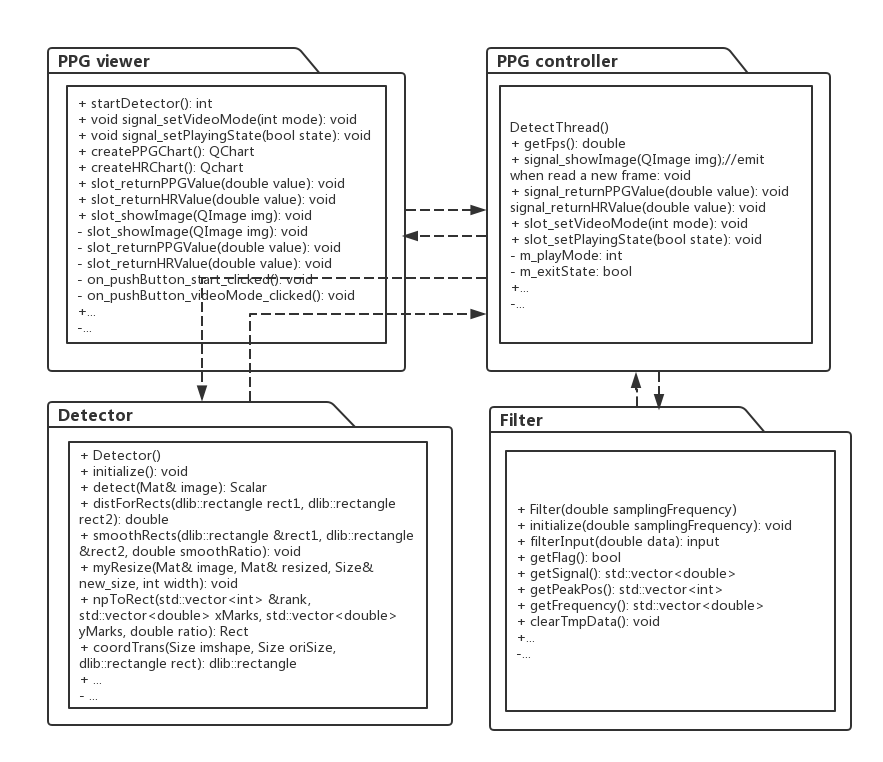 PPG viewer
+ startDetector(): int
+ void signal_setVideoMode(int mode): void
+ void signal_setPlayingState(bool state): void
+ createPPGChart(): QChart
+ createHRChart(): Qchart
+ slot_returnPPGValue(double value): void
+ slot_returnHRValue(double value): void
+ slot_showImage(QImage img): void
- slot_showImage(QImage img): void
- slot_returnPPGValue(double value): void
- slot_returnHRValue(double value): void
- on_pushButton_start_clicked(): void
- on_pushButton_videoMode_clicked(): void
+...
-...
PPG controller
DetectThread()
+ getFps(): double
+ signal_showImage(QImage img);//emit
when read a new frame: void
+ signal_returnPPGValue(double value): void
signal_returnHRValue(double value): void
+ slot_setVideoMode(int mode): void
+ slot_setPlayingState(bool state): void
- m_playMode: int
- m_exitState: bool
+...
-...
Detector
+ Detector()
+ initialize(): void
+ detect(Mat& image): Scalar
+ distForRects(dlib::rectangle rect1, dlib::rectangle
rect2): double
+ smoothRects(dlib::rectangle &rect1, dlib::rectangle
&rect2, double smoothRatio): void
+ myResize(Mat& image, Mat& resized, Size&
new_size, int width): void
+ npToRect(std::vector<int> &rank,
std::vector<double> xMarks, std::vector<double>
yMarks, double ratio): Rect
+ coordTrans(Size imshape, Size oriSize,
dlib::rectangle rect): dlib::rectangle
+ ...
- ...
Filter
+ Filter(double samplingFrequency)
+ initialize(double samplingFrequency): void
+ filterInput(double data): input
+ getFlag(): bool
+ getSignal(): std::vector<double>
+ getPeakPos(): std::vector<int>
+ getFrequency(): std::vector<double>
+ clearTmpData(): void
+...
-...